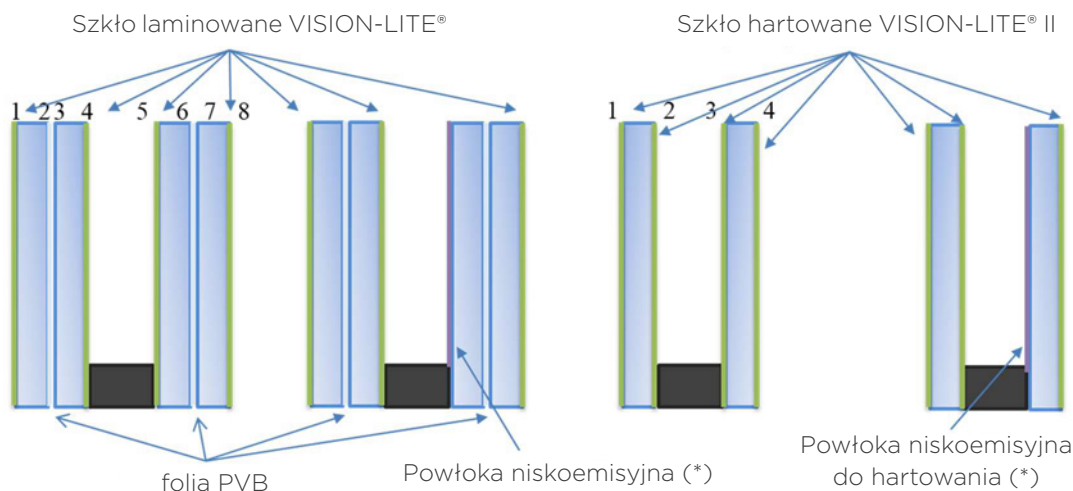 Szkło laminowane VISION-LITE®
Szkło hartowane VISION-LITE® II
1 2 3 4 5 6 7 8
1 2 3 4
folia PVB
Powłoka niskoemisyjna (*)
Powłoka niskoemisyjna
do hartowania (*)